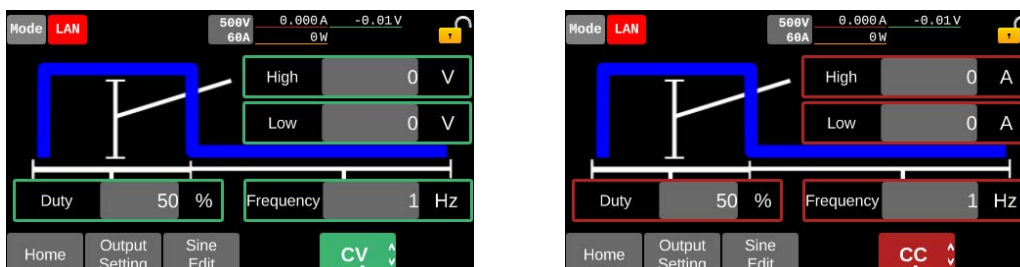 Mode LAN 500V 0.000A -0.01V
60A 0W
High 0 V
Low 0 V
Duty 50 % Frequency 1 Hz
Home Output Setting Sine Edit CV
Mode LAN 500V 0.000A -0.01V
60A 0W
High 0 A
Low 0 A
Duty 50 % Frequency 1 Hz
Home Output Setting Sine Edit CC